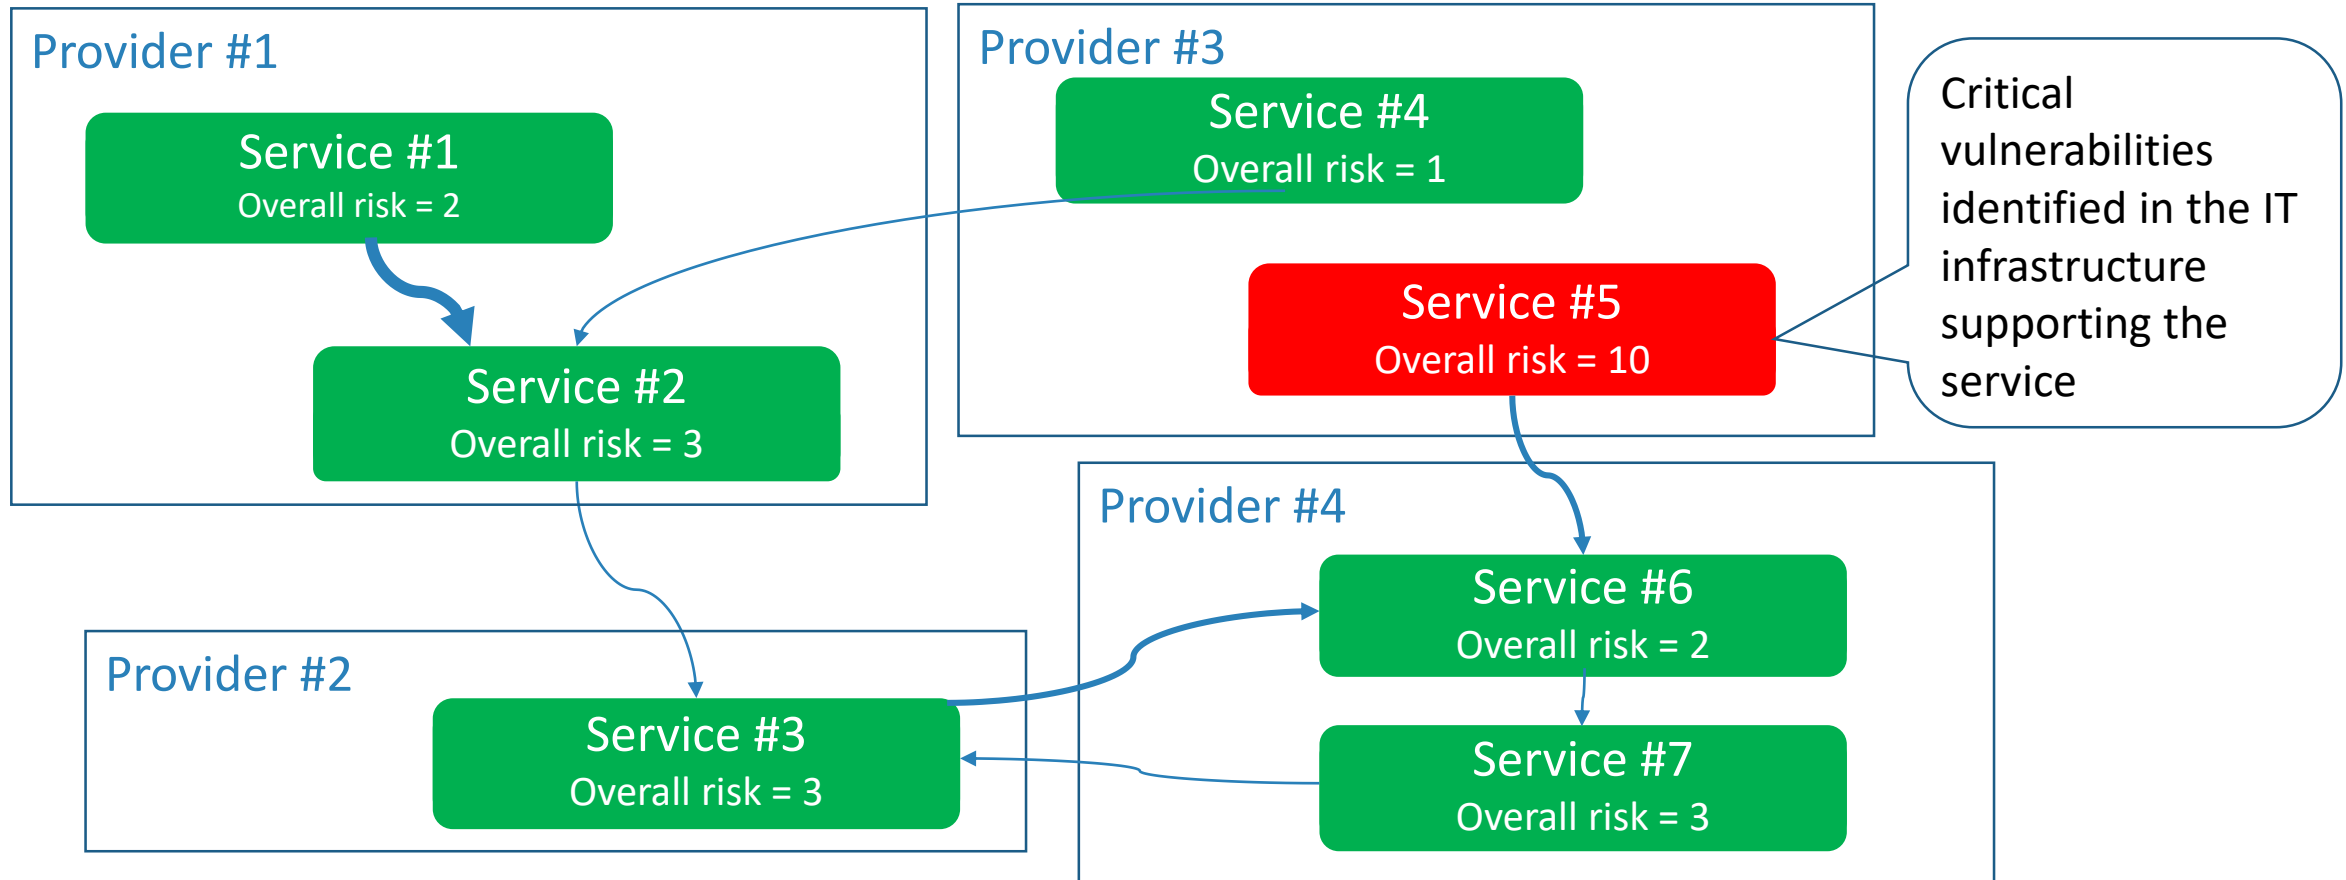 Provider #1
Service #1
Overall risk = 2
Service #2
Overall risk = 3
Provider #3
Service #4
Overall risk = 1
Service #5
Overall risk = 10
Critical
vulnerabilities
identified in the IT
infrastructure
supporting the
service
Provider #2
Service #3
Overall risk = 3
Provider #4
Service #6
Overall risk = 2
Service #7
Overall risk = 3